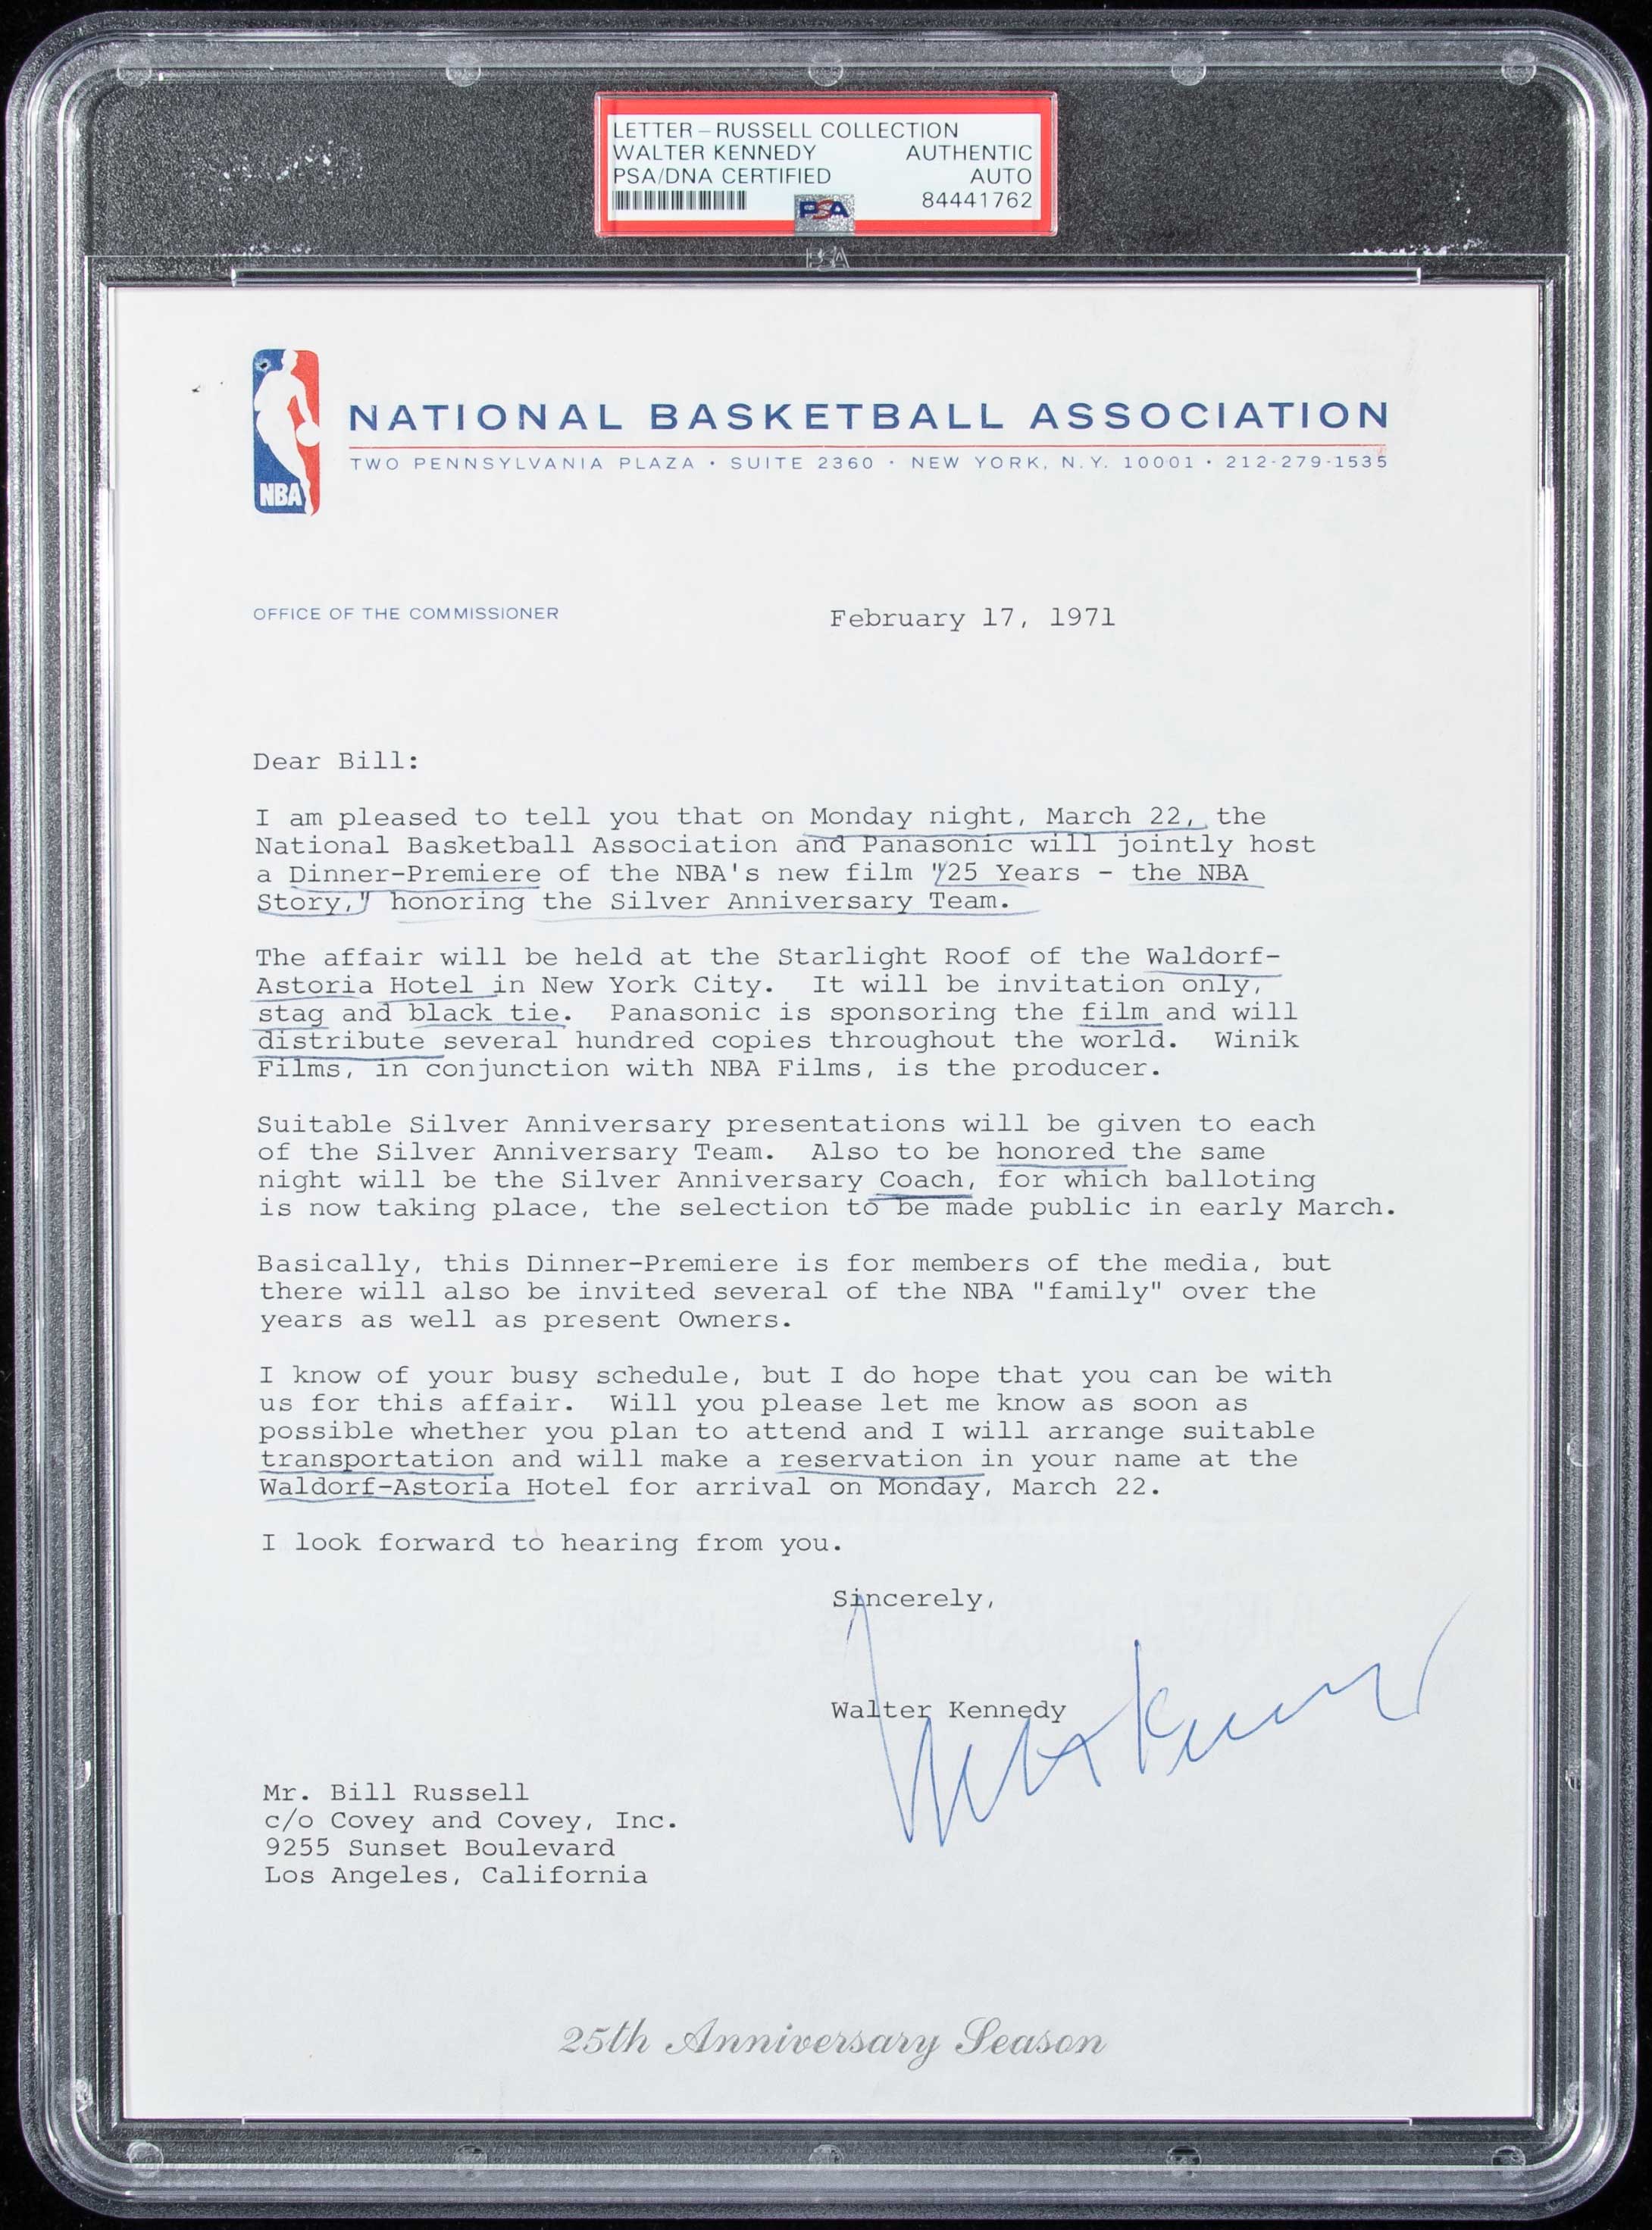 LETTER - RUSSELL COLLECTION
WALTER KENNEDY AUTHENTIC
PSA/DNA CERTIFIED AUTO
84441762
PSA
PSA
NATIONAL BASKETBALL ASSOCIATION
TWO PENNSYLVANIA PLAZA • SUITE 2360 • NEW YORK, N.Y. 10001 • 212-279-1535
NBA
OFFICE OF THE COMMISSIONER February 17, 1971
Dear Bill:
I am pleased to tell you that on Monday night, March 22, the
National Basketball Association and Panasonic will jointly host
a Dinner-Premiere of the NBA's new film "25 Years - the NBA
Story," honoring the Silver Anniversary Team.
The affair will be held at the Starlight Roof of the Waldorf-
Astoria Hotel in New York City. It will be invitation only,
stag and black tie. Panasonic is sponsoring the film and will
distribute several hundred copies throughout the world. Winik
Films, in conjunction with NBA Films, is the producer.
Suitable Silver Anniversary presentations will be given to each
of the Silver Anniversary Team. Also to be honored the same
night will be the Silver Anniversary Coach, for which balloting
is now taking place, the selection to be made public in early March.
Basically, this Dinner-Premiere is for members of the media, but
there will also be invited several of the NBA "family" over the
years as well as present Owners.
I know of your busy schedule, but I do hope that you can be with
us for this affair. Will you please let me know as soon as
possible whether you plan to attend and I will arrange suitable
transportation and will make a reservation in your name at the
Waldorf-Astoria Hotel for arrival on Monday, March 22.
I look forward to hearing from you.
Sincerely,
Walter Kennedy
Walter Kennedy
Mr. Bill Russell
c/o Covey and Covey, Inc.
9255 Sunset Boulevard
Los Angeles, California
25th Anniversary Season